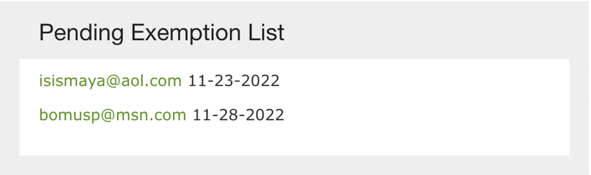 Pending Exemption List
isismaya@aol.com 11-23-2022
bomusp@msn.com 11-28-2022